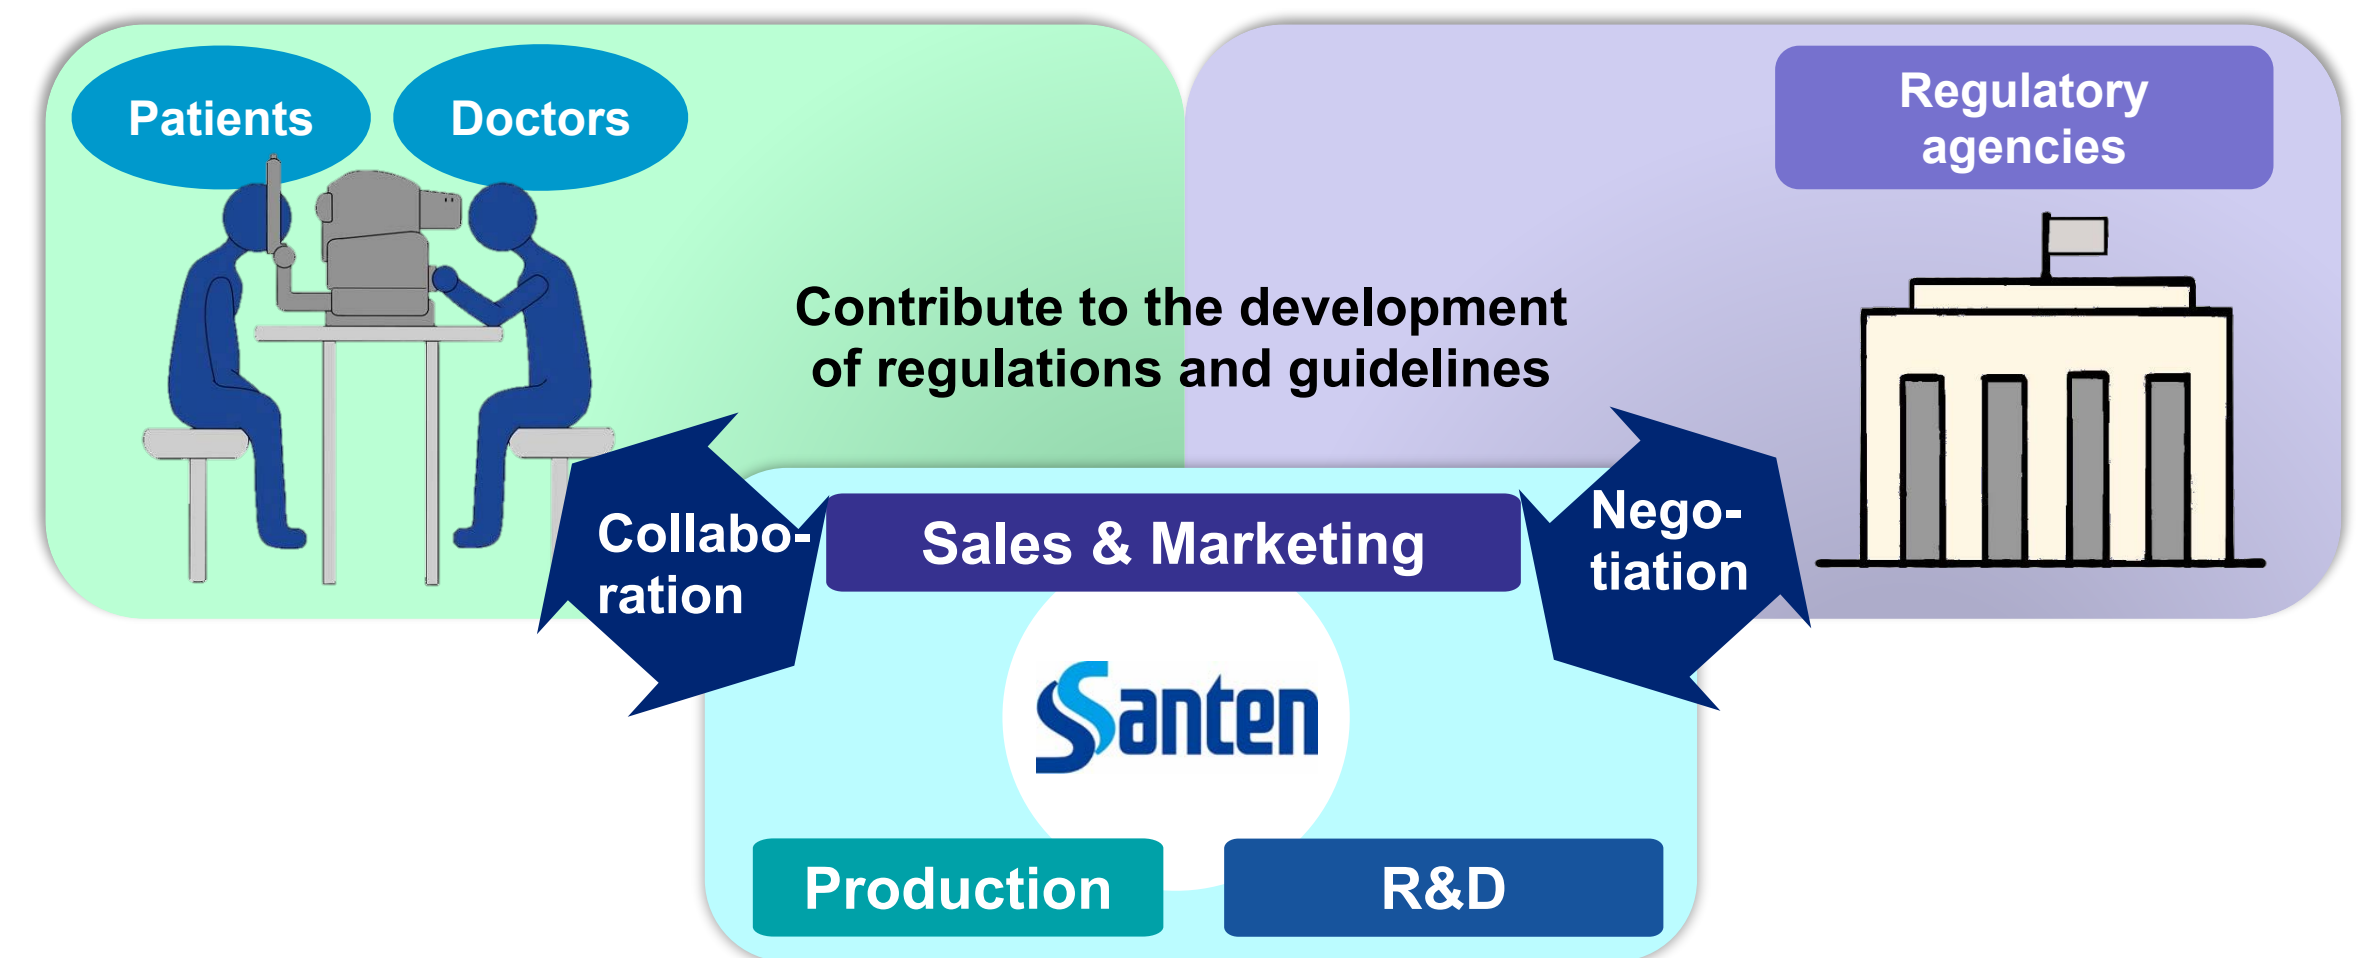 Patients
Doctors
Regulatory
agencies
Contribute to the development
of regulations and guidelines
Collabo-
ration
Sales & Marketing
Nego-
tiation
Santen
Production
R&D